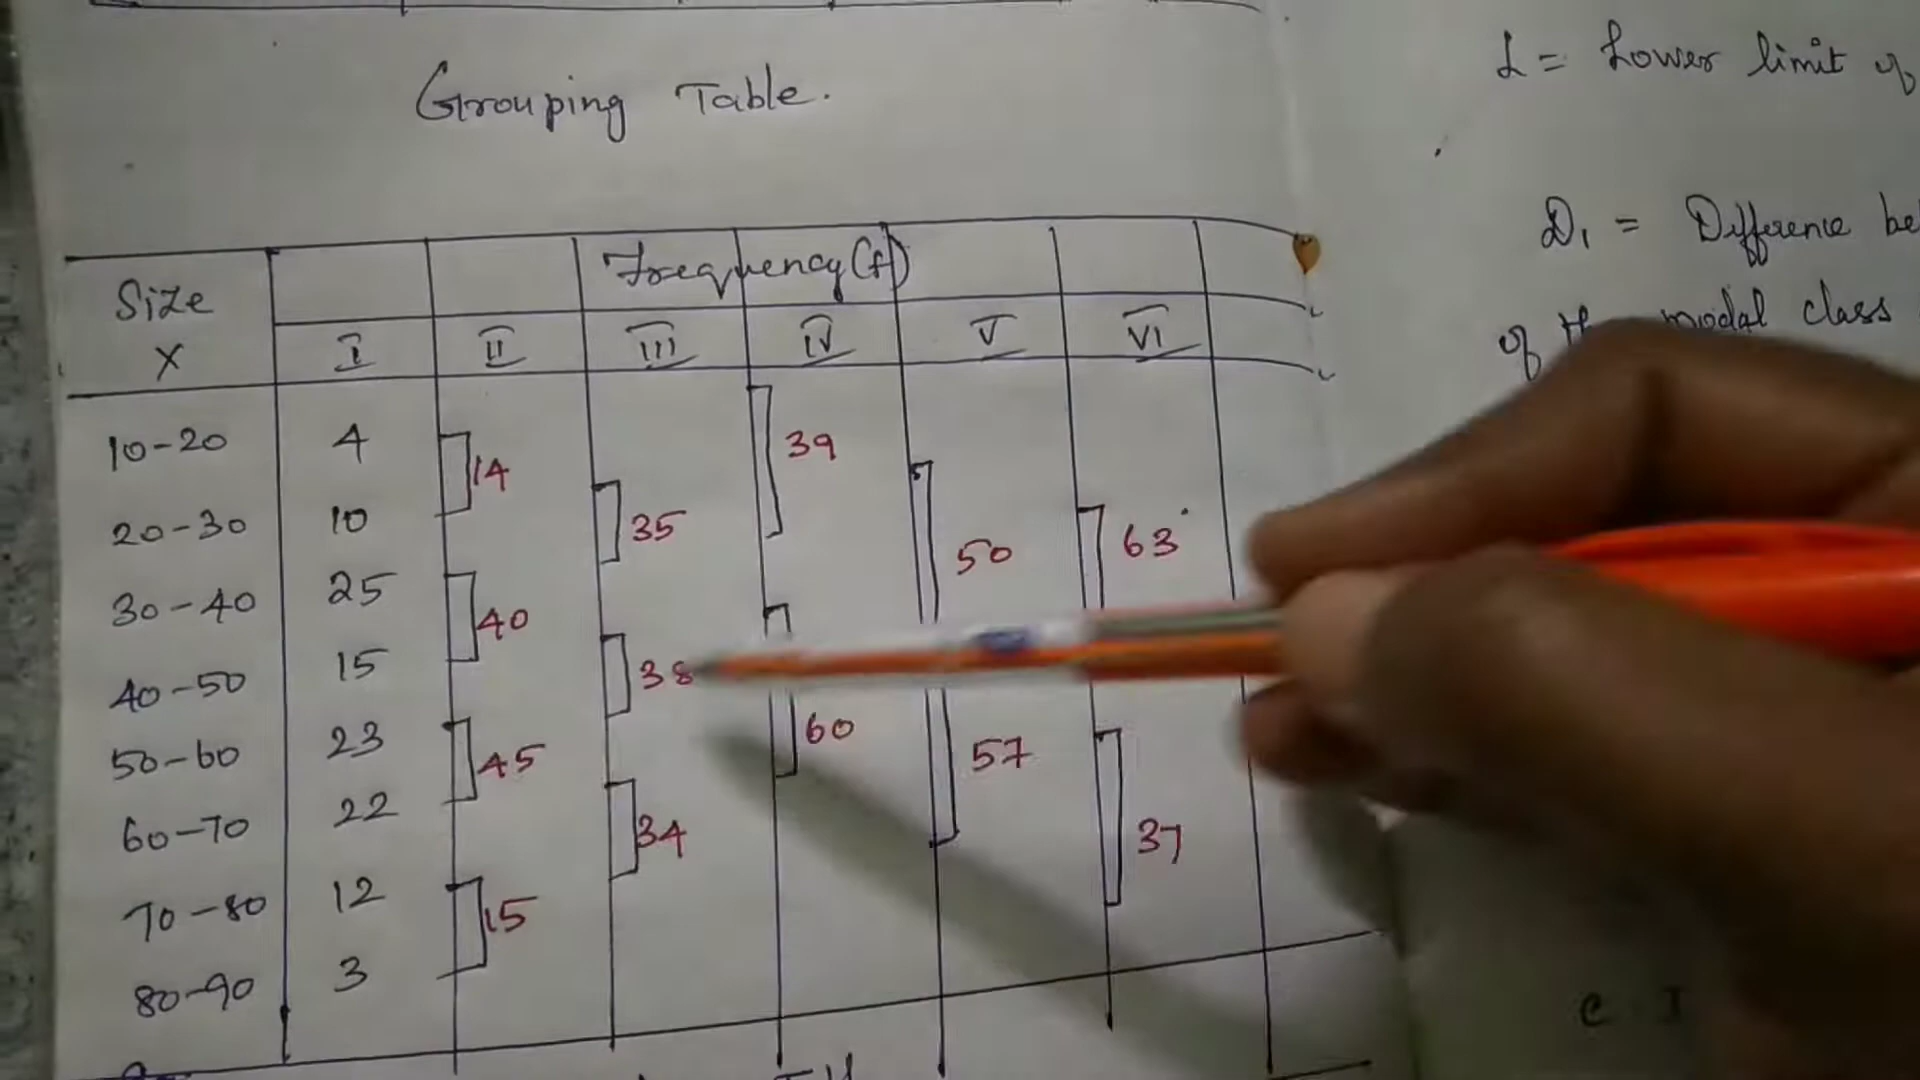 Grouping Table.
L = Lower limit of
D₁ = Difference be
of modal class
Size X
Frequency (f)
I II III IV V VI
10-20 4
14
39
20-30 10
35
50
63
30-40 25
40
40-50 15
38
60
50-60 23
45
57
60-70 22
34
37
70-80 12
15
80-90 3
C.I